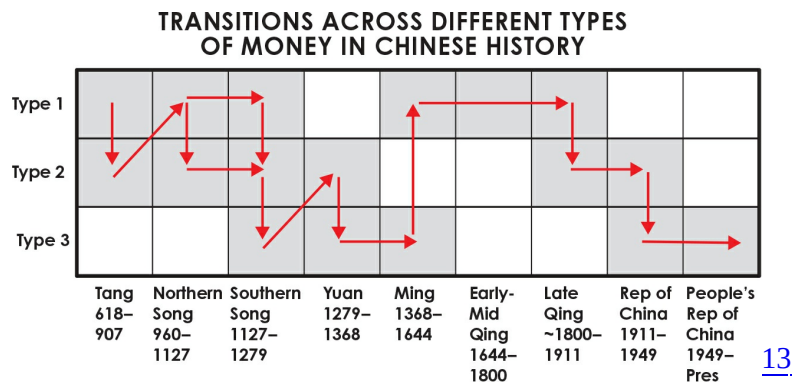 TRANSITIONS ACROSS DIFFERENT TYPES
OF MONEY IN CHINESE HISTORY
Type 1
Type 2
Type 3
Tang
618–
907
Northern
Song
960–
1127
Southern
Song
1127–
1279
Yuan
1279–
1368
Ming
1368–
1644
Early-
Mid
Qing
1644–
1800
Late
Qing
~1800–
1911
Rep of
China
1911–
1949
People's
Rep of
China
1949–
Pres
13